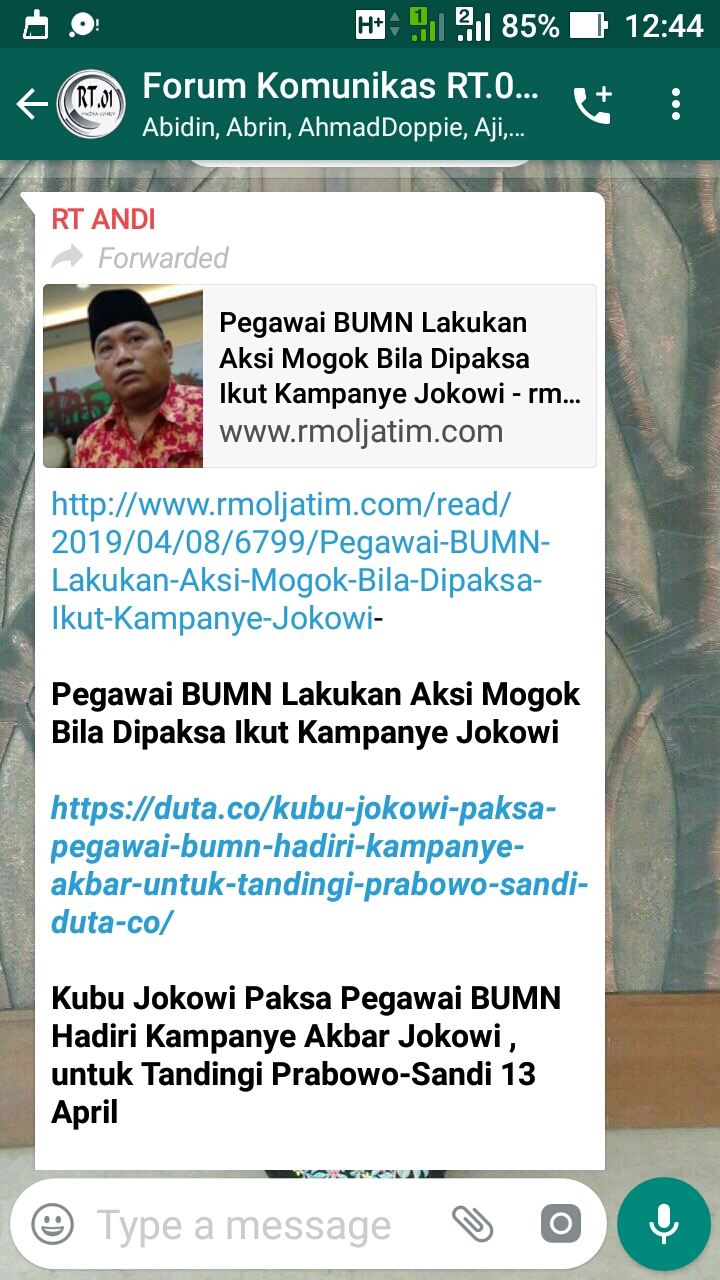 H+ 1 2 85% 12:44
RT.01
media center
Forum Komunikas RT.0...
Abidin, Abrin, AhmadDoppie, Aji,...
RT ANDI
Forwarded
Pegawai BUMN Lakukan
Aksi Mogok Bila Dipaksa
Ikut Kampanye Jokowi - rm...
www.rmoljatim.com
http://www.rmoljatim.com/read/
2019/04/08/6799/Pegawai-BUMN-
Lakukan-Aksi-Mogok-Bila-Dipaksa-
Ikut-Kampanye-Jokowi-
Pegawai BUMN Lakukan Aksi Mogok
Bila Dipaksa Ikut Kampanye Jokowi
https://duta.co/kubu-jokowi-paksa-
pegawai-bumn-hadiri-kampanye-
akbar-untuk-tandingi-prabowo-sandi-
duta-co/
Kubu Jokowi Paksa Pegawai BUMN
Hadiri Kampanye Akbar Jokowi ,
untuk Tandingi Prabowo-Sandi 13
April
Type a message